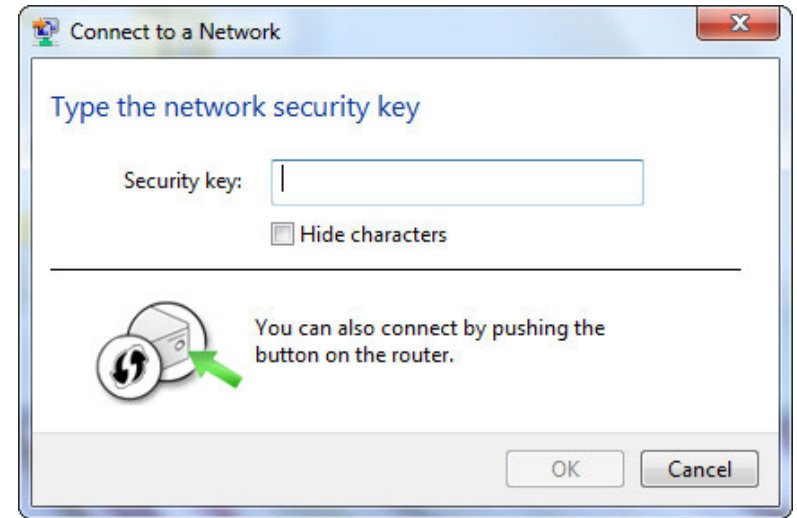 Connect to a Network
Type the network security key
Security key:
Hide characters
You can also connect by pushing the
button on the router.
OK
Cancel